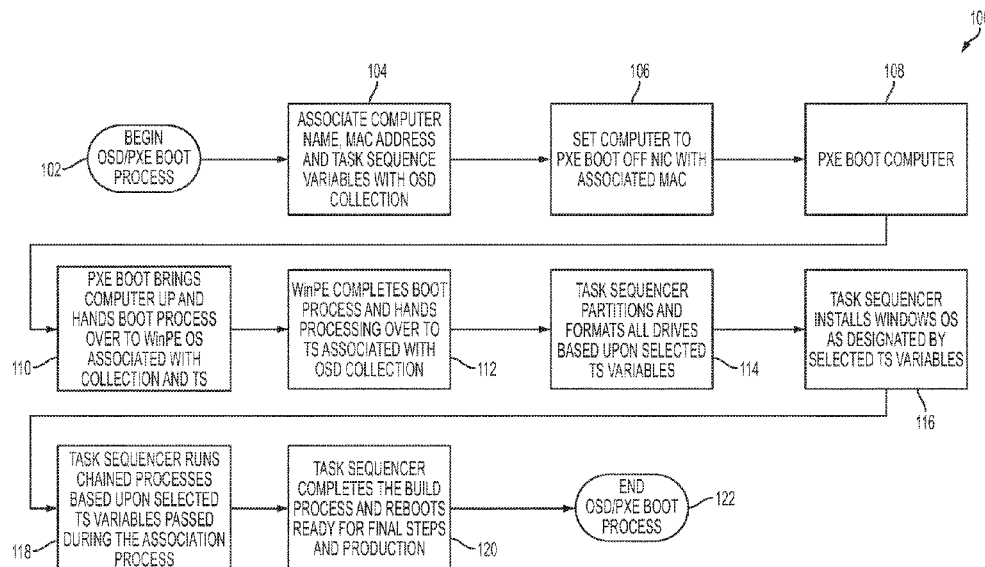 10
104
106
108
BEGIN
OSD/PXE BOOT
PROCESS
102
ASSOCIATE COMPUTER
NAME, MAC ADDRESS
AND TASK SEQUENCE
VARIABLES WITH OSD
COLLECTION
SET COMPUTER TO
PXE BOOT OFF NIC WITH
ASSOCIATED MAC
PXE BOOT COMPUTER
PXE BOOT BRINGS
COMPUTER UP AND
HANDS BOOT PROCESS
OVER TO WinPE OS
ASSOCIATED WITH
COLLECTION AND TS
110
WinPE COMPLETES BOOT
PROCESS AND HANDS
PROCESSING OVER TO
TS ASSOCIATED WITH
OSD COLLECTION
112
TASK SEQUENCER
PARTITIONS AND
FORMATS ALL DRIVES
BASED UPON SELECTED
TS VARIABLES
114
TASK SEQUENCER
INSTALLS WINDOWS OS
AS DESIGNATED BY
SELECTED TS VARIABLES
116
TASK SEQUENCER RUNS
CHAINED PROCESSES
BASED UPON SELECTED
TS VARIABLES PASSED
DURING THE ASSOCIATION
PROCESS
118
TASK SEQUENCER
COMPLETES THE BUILD
PROCESS AND REBOOTS
READY FOR FINAL STEPS
AND PRODUCTION
120
END
OSD/PXE BOOT
PROCESS
122